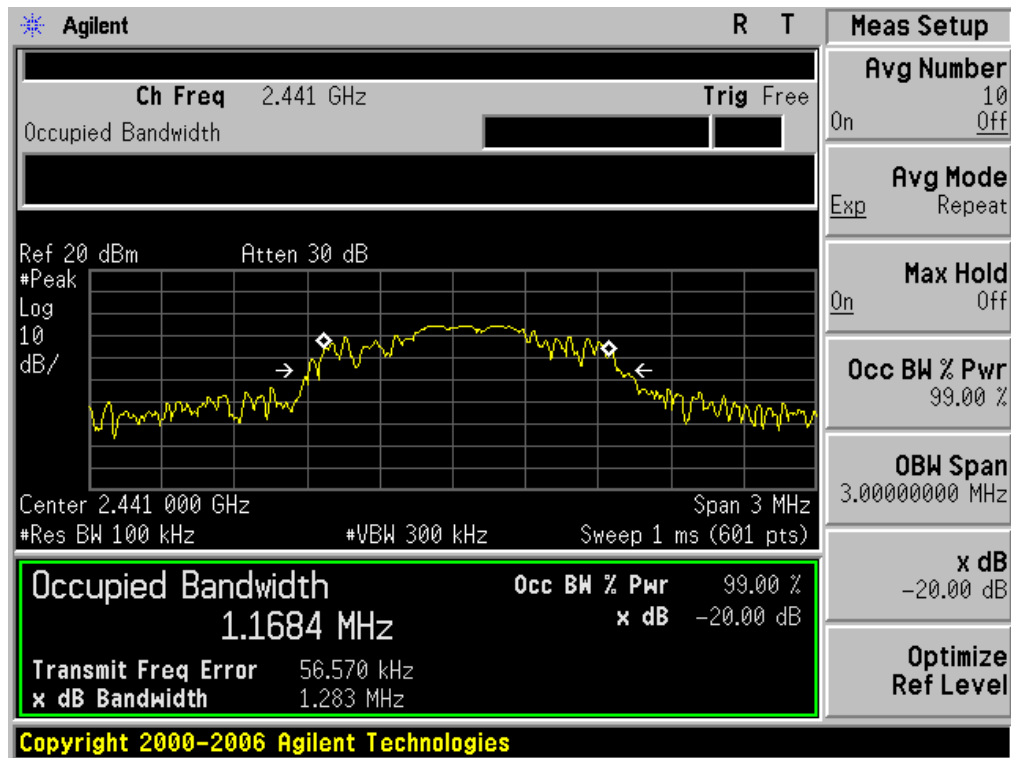 Agilent R T
Ch Freq 2.441 GHz Trig Free
Occupied Bandwidth
Ref 20 dBm Atten 30 dB
#Peak
Log
10
dB/
Center 2.441 000 GHz Span 3 MHz
#Res BW 100 kHz #VBW 300 kHz Sweep 1 ms (601 pts)
Occupied Bandwidth Occ BW % Pwr 99.00 %
1.1684 MHz x dB -20.00 dB
Transmit Freq Error 56.570 kHz
x dB Bandwidth 1.283 MHz
Copyright 2000-2006 Agilent Technologies
Meas Setup
Avg Number
10
On Off
Avg Mode
Exp Repeat
Max Hold
On Off
Occ BW % Pwr
99.00 %
OBW Span
3.00000000 MHz
x dB
-20.00 dB
Optimize
Ref Level